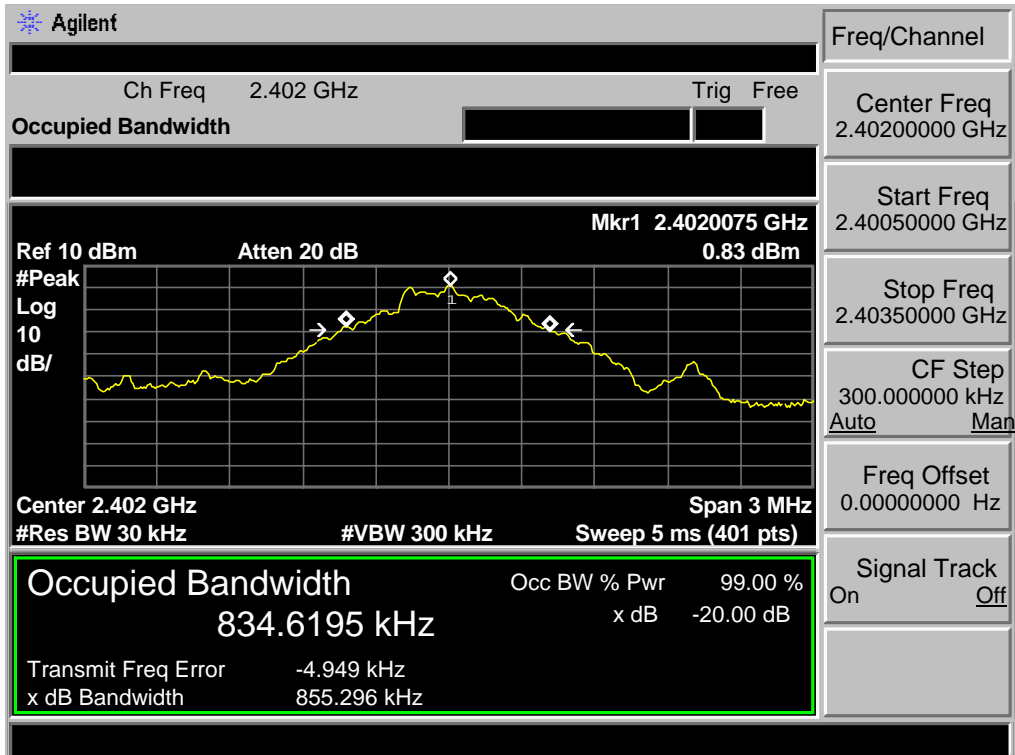 Agilent
Freq/Channel
Ch Freq 2.402 GHz Trig Free
Occupied Bandwidth
Center Freq
2.40200000 GHz
Start Freq
2.40050000 GHz
Stop Freq
2.40350000 GHz
CF Step
300.000000 kHz
Auto Man
Freq Offset
0.00000000 Hz
Signal Track
On Off
Mkr1 2.4020075 GHz
Ref 10 dBm Atten 20 dB 0.83 dBm
#Peak
Log
10
dB/
1
Center 2.402 GHz Span 3 MHz
#Res BW 30 kHz #VBW 300 kHz Sweep 5 ms (401 pts)
Occupied Bandwidth Occ BW % Pwr 99.00 %
834.6195 kHz x dB -20.00 dB
Transmit Freq Error -4.949 kHz
x dB Bandwidth 855.296 kHz